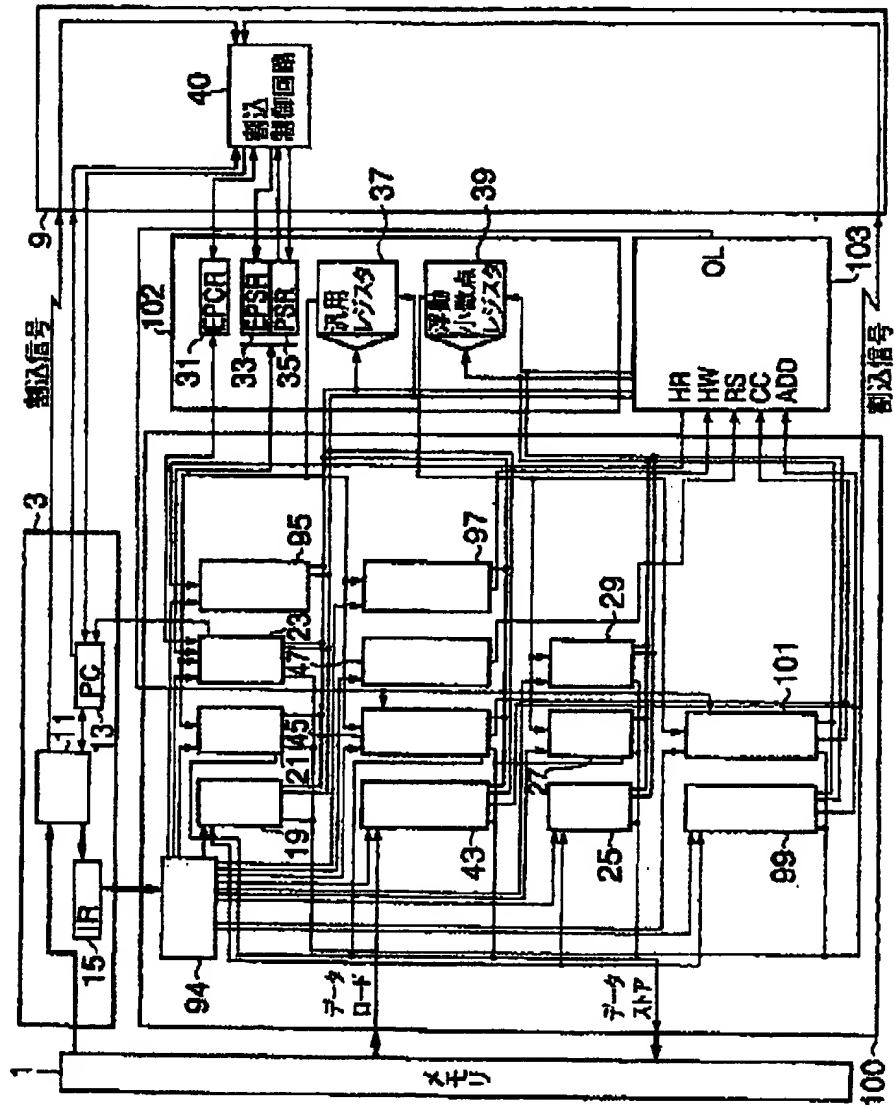 1
メモリ
100
3
11
PC
13
IR
15
94
データ
ロード
データ
ストア
19
21
23
95
43
45
47
97
25
27
29
99
101
割込信号
9
40
割込
制御回路
102
31
EPCR
33
EPSR
35
PSR
37
汎用
レジスタ
39
浮動
小数点
レジスタ
HR
HW
RS
CC
ADD
OL
103
割込信号